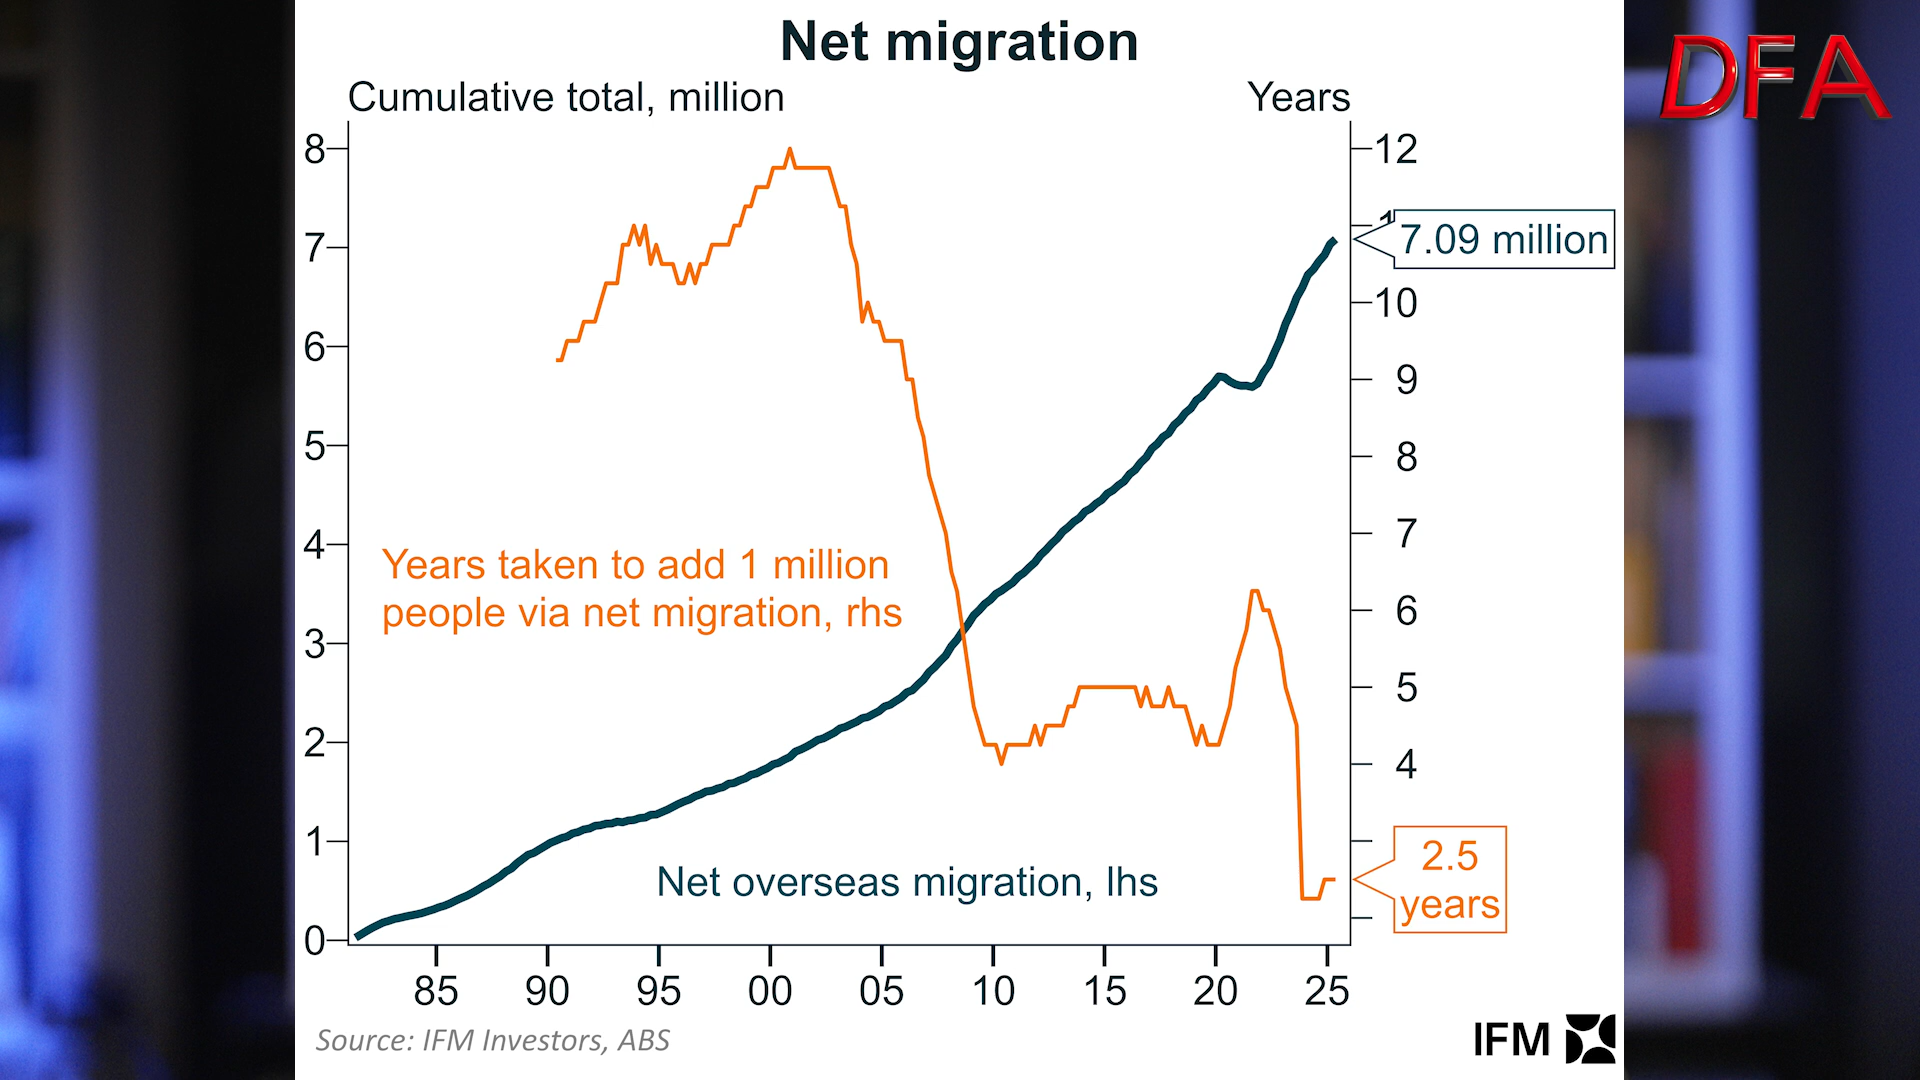 Net migration
DFA
Cumulative total, million
Years
8
12
7
7.09 million
10
6
9
5
8
7
4
Years taken to add 1 million
people via net migration, rhs
6
3
5
2
4
1
2.5
years
Net overseas migration, lhs
0
85 90 95 00 05 10 15 20 25
Source: IFM Investors, ABS
IFM